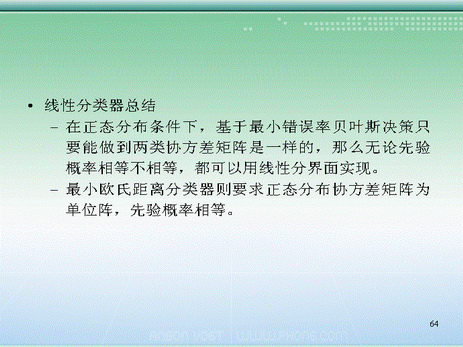 • 线性分类器总结
– 在正态分布条件下，基于最小错误率贝叶斯决策只
要能做到两类协方差矩阵是一样的，那么无论先验
概率相等不相等，都可以用线性分界面实现。
– 最小欧氏距离分类器则要求正态分布协方差矩阵为
单位阵，先验概率相等。
64